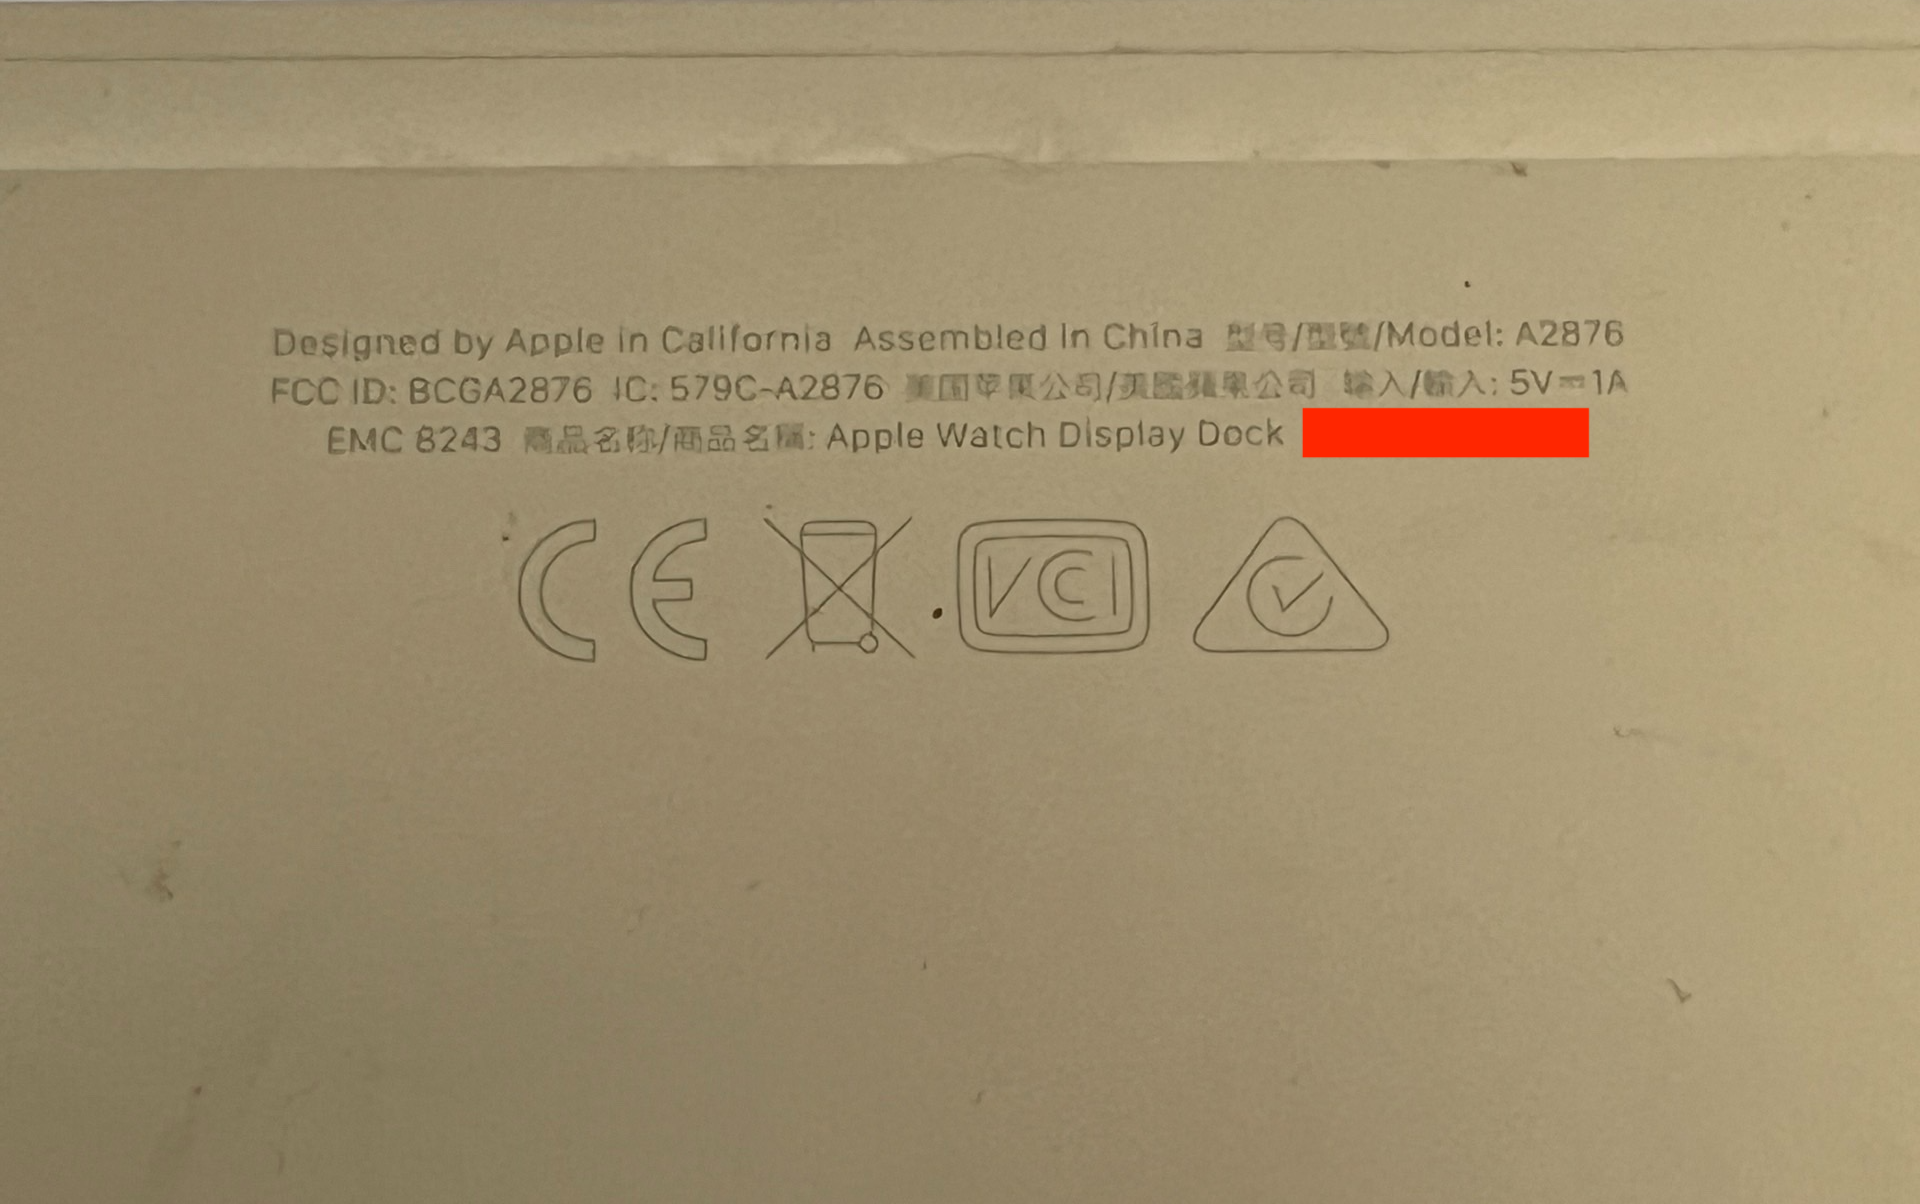 Designed by Apple in California Assembled in China 型号/型號/Model: A2876
FCC ID: BCGA2876 IC: 579C-A2876 美国苹果公司/美國蘋果公司 输入/輸入: 5V⎓1A
EMC 8243 商品名称/商品名稱: Apple Watch Display Dock
CE VCI